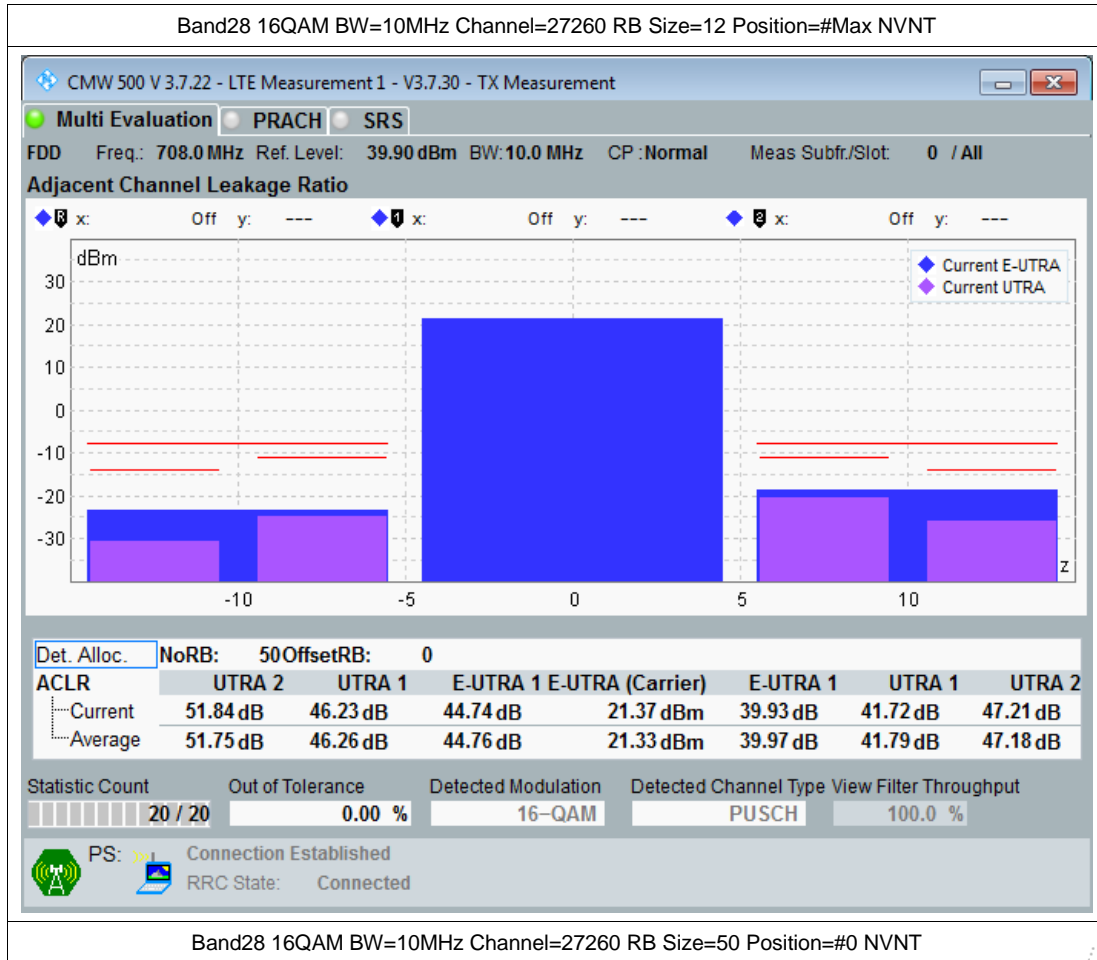 Band28 16QAM BW=10MHz Channel=27260 RB Size=12 Position=#Max NVNT
CMW 500 V 3.7.22 - LTE Measurement 1 - V3.7.30 - TX Measurement
Multi Evaluation PRACH SRS
FDD Freq.: 708.0 MHz Ref. Level: 39.90 dBm BW: 10.0 MHz CP : Normal Meas Subfr./Slot: 0 / All
Adjacent Channel Leakage Ratio
R x: Off y: --- 1 x: Off y: --- 2 x: Off y: ---
dBm
Current E-UTRA
Current UTRA
30
20
10
0
-10
-20
-30
z
-10 -5 0 5 10
Det. Alloc. NoRB: 50 OffsetRB: 0
ACLR UTRA 2 UTRA 1 E-UTRA 1 E-UTRA (Carrier) E-UTRA 1 UTRA 1 UTRA 2
Current 51.84 dB 46.23 dB 44.74 dB 21.37 dBm 39.93 dB 41.72 dB 47.21 dB
Average 51.75 dB 46.26 dB 44.76 dB 21.33 dBm 39.97 dB 41.79 dB 47.18 dB
Statistic Count Out of Tolerance Detected Modulation Detected Channel Type View Filter Throughput
20 / 20 0.00 % 16-QAM PUSCH 100.0 %
PS: Connection Established
RRC State: Connected
Band28 16QAM BW=10MHz Channel=27260 RB Size=50 Position=#0 NVNT